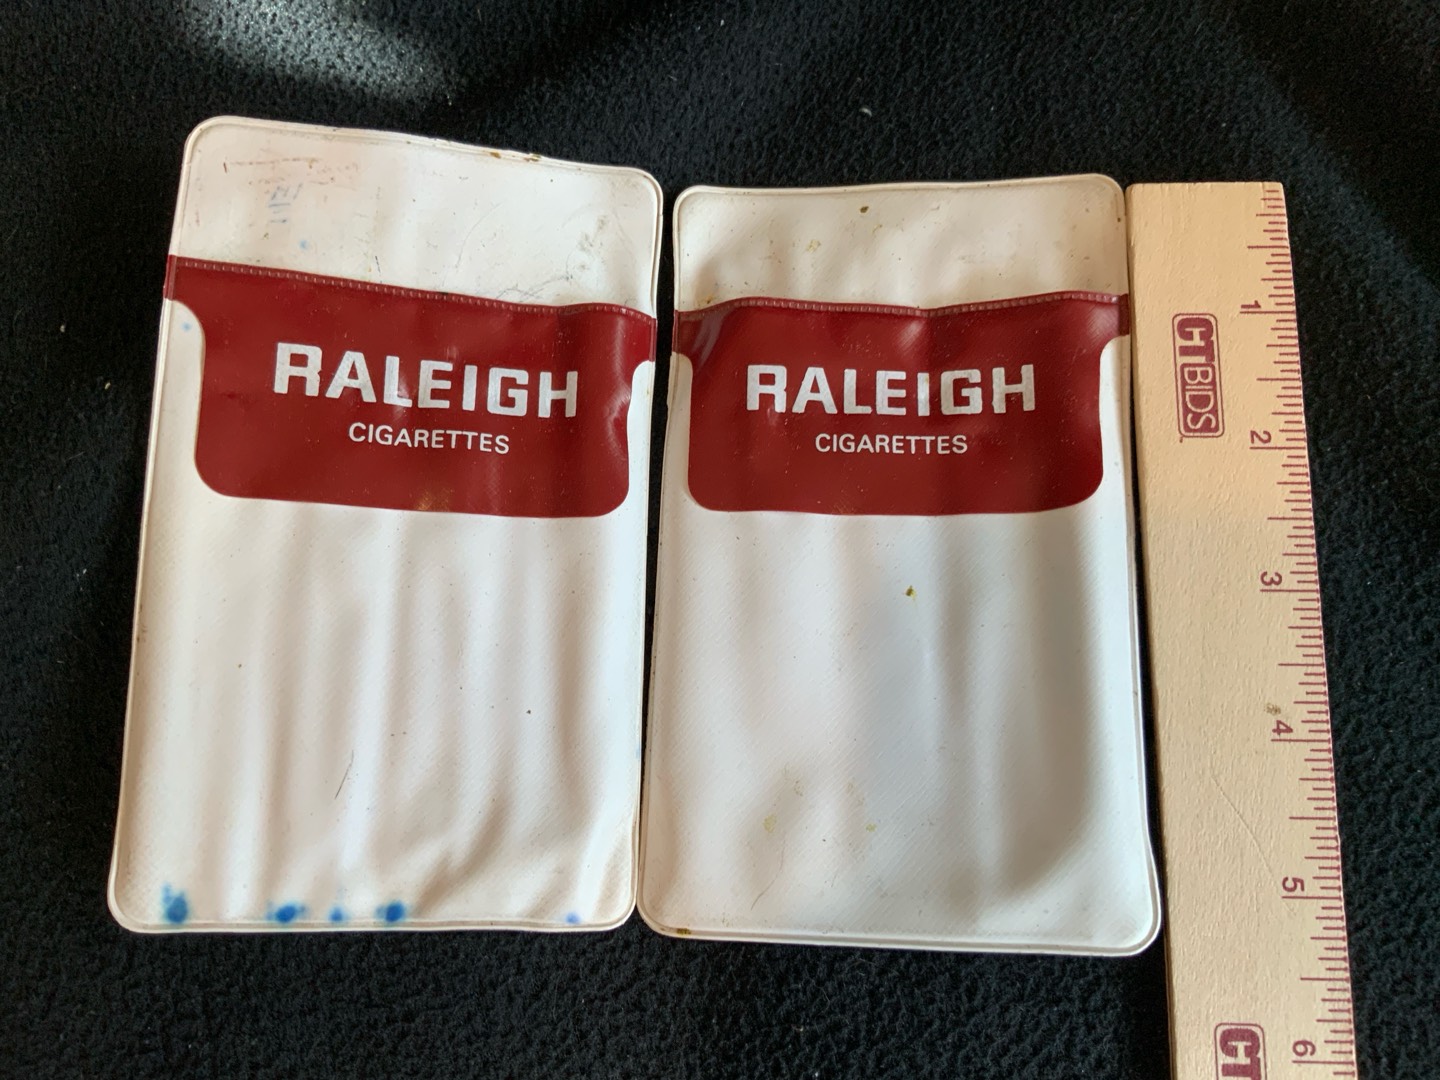 RALEIGH
CIGARETTES
RALEIGH
CIGARETTES
CTBIDS
1
2
3
4
5
6
CT